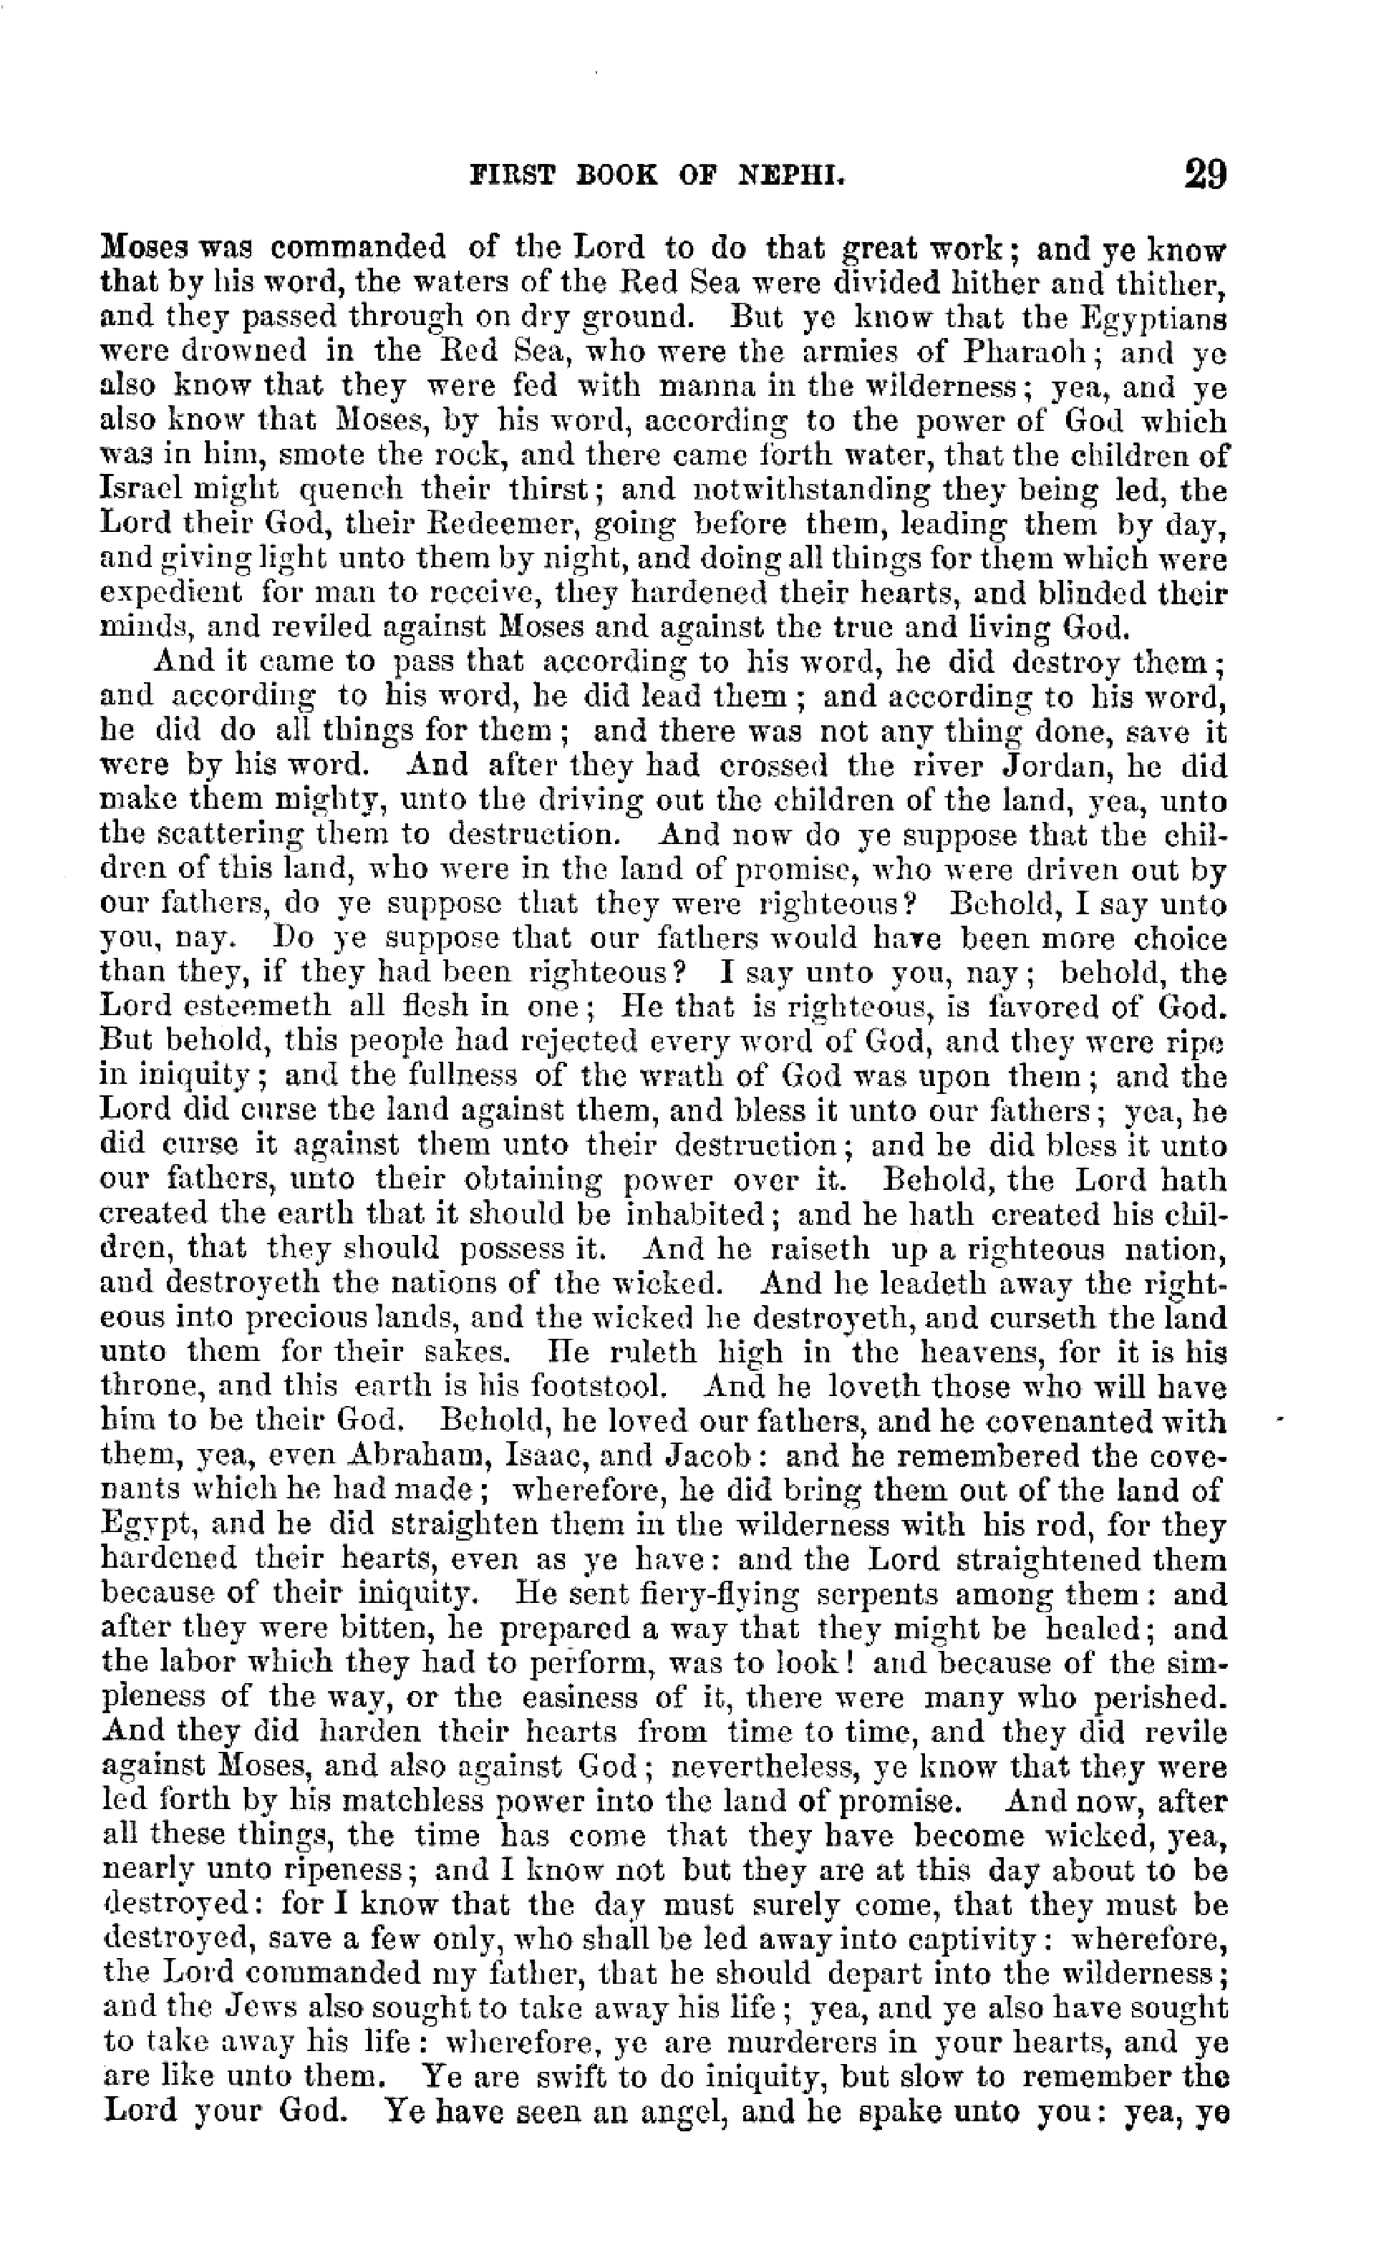 FIRST BOOK OF NEPHI. 29
Moses was commanded of the Lord to do that great work; and ye know
that by his word, the waters of the Red Sea were divided hither and thither,
and they passed through on dry ground. But ye know that the Egyptians
were drowned in the Red Sea, who were the armies of Pharaoh; and ye
also know that they were fed with manna in the wilderness; yea, and ye
also know that Moses, by his word, according to the power of God which
was in him, smote the rock, and there came forth water, that the children of
Israel might quench their thirst; and notwithstanding they being led, the
Lord their God, their Redeemer, going before them, leading them by day,
and giving light unto them by night, and doing all things for them which were
expedient for man to receive, they hardened their hearts, and blinded their
minds, and reviled against Moses and against the true and living God.
And it came to pass that according to his word, he did destroy them;
and according to his word, he did lead them; and according to his word,
he did do all things for them; and there was not any thing done, save it
were by his word. And after they had crossed the river Jordan, he did
make them mighty, unto the driving out the children of the land, yea, unto
the scattering them to destruction. And now do ye suppose that the chil-
dren of this land, who were in the land of promise, who were driven out by
our fathers, do ye suppose that they were righteous? Behold, I say unto
you, nay. Do ye suppose that our fathers would have been more choice
than they, if they had been righteous? I say unto you, nay; behold, the
Lord esteemeth all flesh in one; He that is righteous, is favored of God.
But behold, this people had rejected every word of God, and they were ripe
in iniquity; and the fullness of the wrath of God was upon them; and the
Lord did curse the land against them, and bless it unto our fathers; yea, he
did curse it against them unto their destruction; and he did bless it unto
our fathers, unto their obtaining power over it. Behold, the Lord hath
created the earth that it should be inhabited; and he hath created his chil-
dren, that they should possess it. And he raiseth up a righteous nation,
and destroyeth the nations of the wicked. And he leadeth away the right-
eous into precious lands, and the wicked he destroyeth, and curseth the land
unto them for their sakes. He ruleth high in the heavens, for it is his
throne, and this earth is his footstool. And he loveth those who will have
him to be their God. Behold, he loved our fathers, and he covenanted with
them, yea, even Abraham, Isaac, and Jacob: and he remembered the cove-
nants which he had made; wherefore, he did bring them out of the land of
Egypt, and he did straighten them in the wilderness with his rod, for they
hardened their hearts, even as ye have: and the Lord straightened them
because of their iniquity. He sent fiery-flying serpents among them: and
after they were bitten, he prepared a way that they might be healed; and
the labor which they had to perform, was to look! and because of the sim-
pleness of the way, or the easiness of it, there were many who perished.
And they did harden their hearts from time to time, and they did revile
against Moses, and also against God; nevertheless, ye know that they were
led forth by his matchless power into the land of promise. And now, after
all these things, the time has come that they have become wicked, yea,
nearly unto ripeness; and I know not but they are at this day about to be
destroyed: for I know that the day must surely come, that they must be
destroyed, save a few only, who shall be led away into captivity: wherefore,
the Lord commanded my father, that he should depart into the wilderness;
and the Jews also sought to take away his life; yea, and ye also have sought
to take away his life: wherefore, ye are murderers in your hearts, and ye
are like unto them. Ye are swift to do iniquity, but slow to remember the
Lord your God. Ye have seen an angel, and he spake unto you: yea, ye